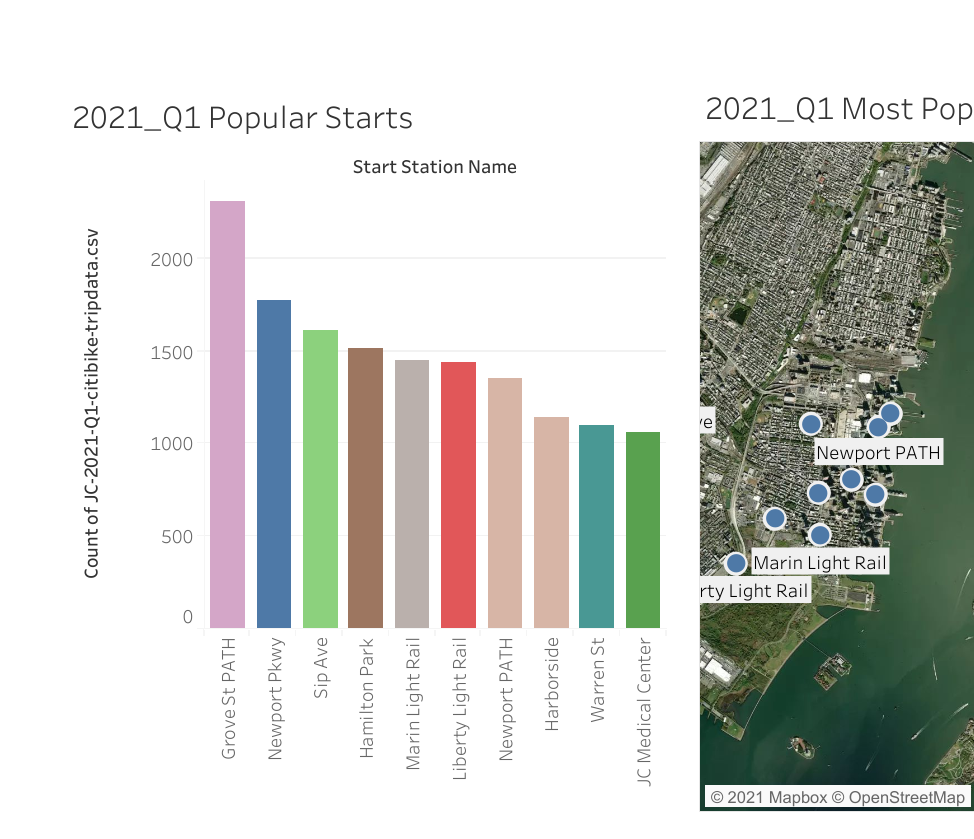 2021_Q1 Popular Starts
Start Station Name
Count of JC-2021-Q1-citibike-tripdata.csv
2000
1500
1000
500
0
Grove St PATH
Newport Pkwy
Sip Ave
Hamilton Park
Marin Light Rail
Liberty Light Rail
Newport PATH
Harborside
Warren St
JC Medical Center
2021_Q1 Most Pop
ve
Newport PATH
Marin Light Rail
rty Light Rail
© 2021 Mapbox © OpenStreetMap